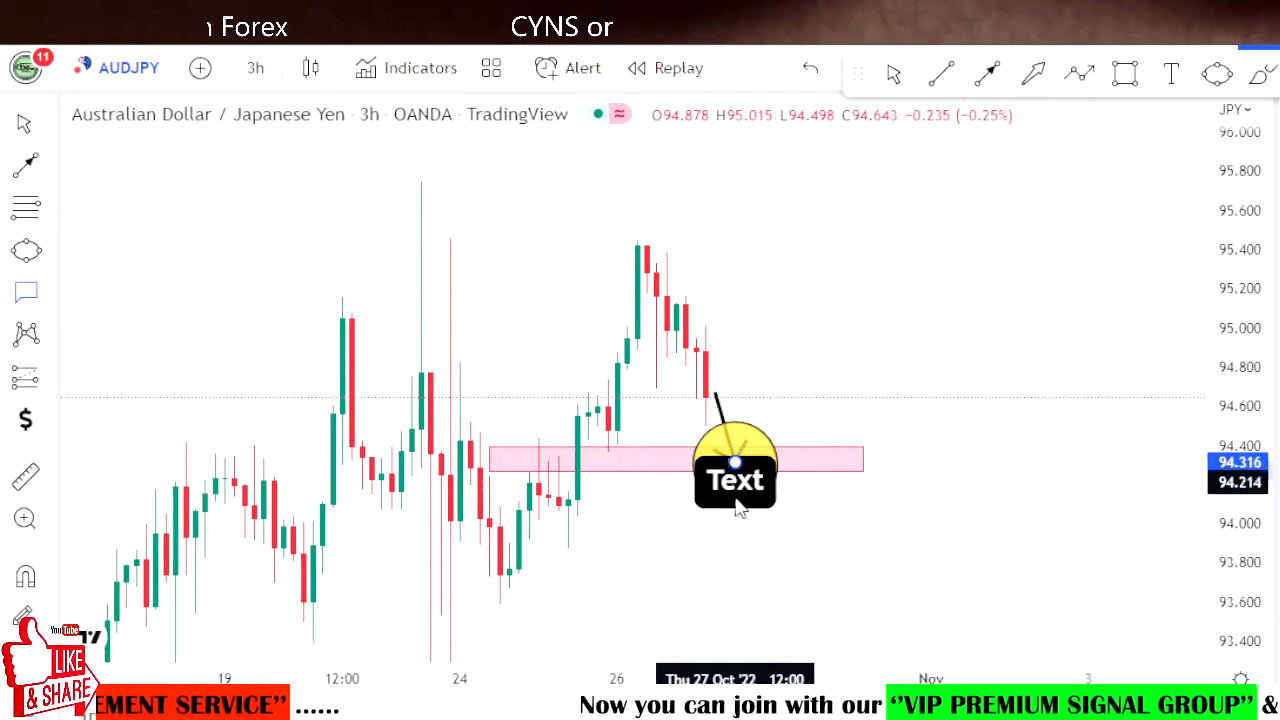 Forex CYNS or
11
AUDJPY 3h Indicators Alert Replay
Australian Dollar / Japanese Yen · 3h · OANDA · TradingView O94.878 H95.015 L94.498 C94.643 −0.235 (−0.25%)
JPY
96.000
95.800
95.600
95.400
95.200
95.000
94.800
94.600
94.400
94.316
94.214
94.000
93.800
93.600
93.400
Text
$
19 12:00 24 26 Thu 27 Oct '22 12:00 Nov 3
You Tube
LIKE
& SHARE
EMENT SERVICE’’ ...... Now you can join with our ‘’VIP PREMIUM SIGNAL GROUP’’ &